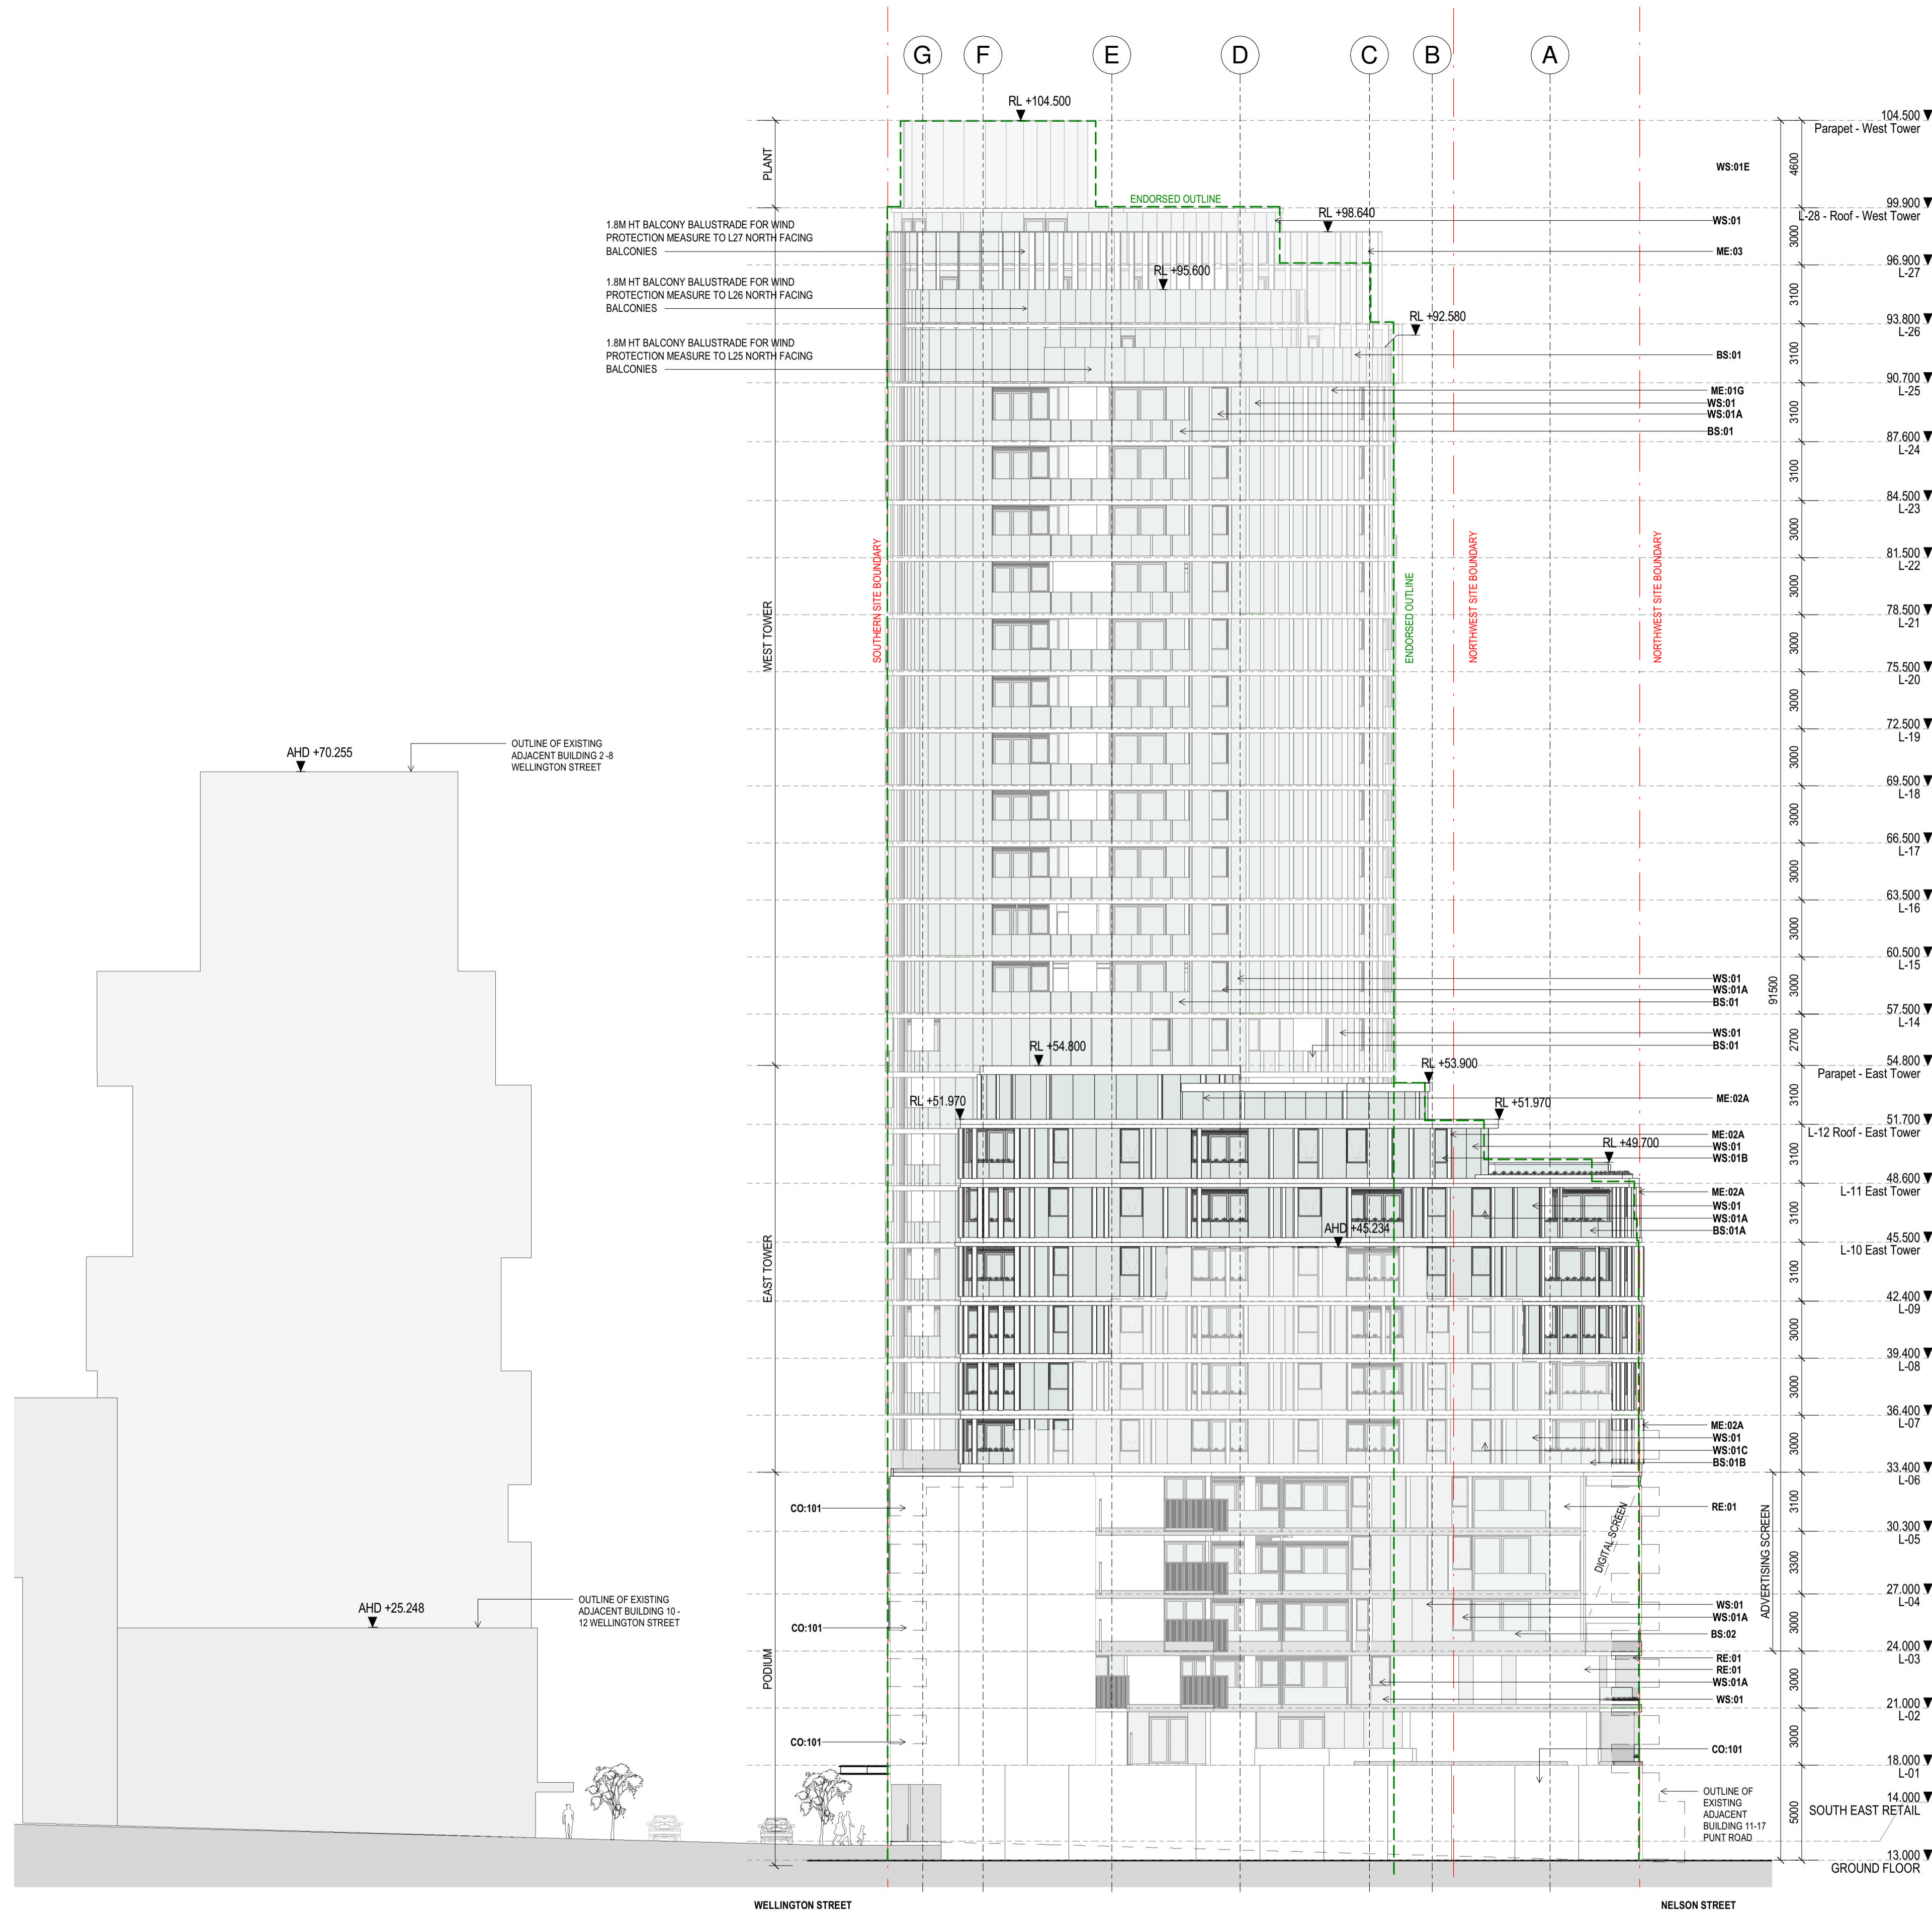 G
F
E
D
C
B
A
RL +104.500
104.500
Parapet - West Tower
PLANT
4600
WS:01E
ENDORSED OUTLINE
99.900
L-28 - Roof - West Tower
1.8M HT BALCONY BALUSTRADE FOR WIND
PROTECTION MEASURE TO L27 NORTH FACING
BALCONIES
RL +98.640
WS:01
3000
ME:03
96.900
L-27
RL +95.600
1.8M HT BALCONY BALUSTRADE FOR WIND
PROTECTION MEASURE TO L26 NORTH FACING
BALCONIES
3100
RL +92.580
93.800
L-26
1.8M HT BALCONY BALUSTRADE FOR WIND
PROTECTION MEASURE TO L25 NORTH FACING
BALCONIES
BS:01
3100
90.700
L-25
ME:01G
WS:01
WS:01A
BS:01
3100
87.600
L-24
3100
84.500
L-23
3000
81.500
L-22
3000
78.500
L-21
SOUTHERN SITE BOUNDARY
ENDORSED OUTLINE
NORTHWEST SITE BOUNDARY
NORTHWEST SITE BOUNDARY
WEST TOWER
3000
75.500
L-20
3000
72.500
L-19
AHD +70.255
OUTLINE OF EXISTING
ADJACENT BUILDING 2 -8
WELLINGTON STREET
3000
69.500
L-18
3000
66.500
L-17
3000
63.500
L-16
3000
60.500
L-15
WS:01
WS:01A
BS:01
91500
3000
57.500
L-14
WS:01
BS:01
2700
RL +54.800
54.800
Parapet - East Tower
RL +53.900
ME:02A
3100
RL +51.970
RL +51.970
51.700
L-12 Roof - East Tower
ME:02A
WS:01
WS:01B
RL +49.700
3100
48.600
L-11 East Tower
ME:02A
WS:01
WS:01A
BS:01A
3100
AHD +45.234
45.500
L-10 East Tower
EAST TOWER
3100
42.400
L-09
3000
39.400
L-08
3000
36.400
L-07
ME:02A
WS:01
WS:01C
BS:01B
3000
33.400
L-06
CO:101
RE:01
3100
DIGITAL SCREEN
ADVERTISING SCREEN
30.300
L-05
3300
27.000
L-04
AHD +25.248
OUTLINE OF EXISTING
ADJACENT BUILDING 10 -
12 WELLINGTON STREET
CO:101
WS:01
WS:01A
BS:02
3000
24.000
L-03
PODIUM
RE:01
RE:01
WS:01A
WS:01
3000
21.000
L-02
CO:101
CO:101
3000
18.000
L-01
OUTLINE OF
EXISTING
ADJACENT
BUILDING 11-17
PUNT ROAD
5000
14.000
SOUTH EAST RETAIL
13.000
GROUND FLOOR
WELLINGTON STREET
NELSON STREET